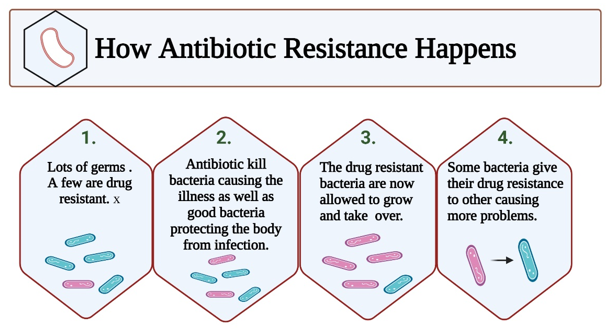 How Antibiotic Resistance Happens
1.
Lots of germs .
A few are drug
resistant. x
2.
Antibiotic kill
bacteria causing the
illness as well as
good bacteria
protecting the body
from infection.
3.
The drug resistant
bacteria are now
allowed to grow
and take over.
4.
Some bacteria give
their drug resistance
to other causing
more problems.